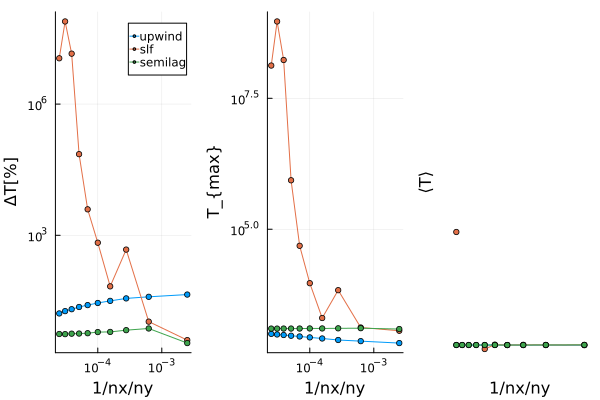 upwind
slf
semilag
ΔT[%]
10^6
10^3
10^-4
10^-3
1/nx/ny
T_{max}
10^7.5
10^5.0
10^-4
10^-3
1/nx/ny
⟨T⟩
1/nx/ny